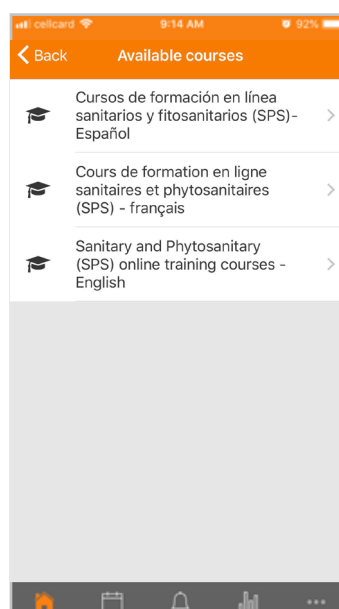 cellcard 9:14 AM 92%
Back Available courses
Cursos de formación en línea
sanitarios y fitosanitarios (SPS)-
Español
Cours de formation en ligne
sanitaires et phytosanitaires
(SPS) - français
Sanitary and Phytosanitary
(SPS) online training courses -
English